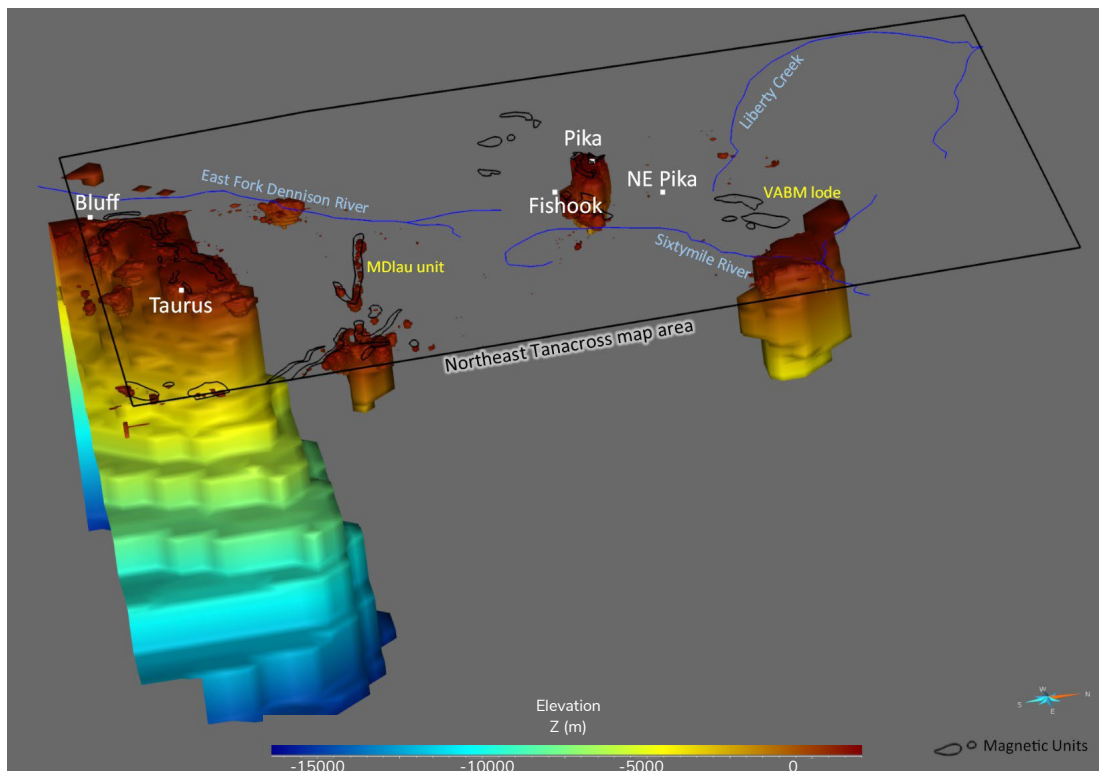 Liberty Creek
Pika
East Fork Dennison River
NE Pika
VABM lode
Bluff
Fishook
MDlau unit
Sixtymile River
Taurus
Northeast Tanacross map area
W
N
S
E
Elevation
Z (m)
-15000 -10000 -5000 0
Magnetic Units